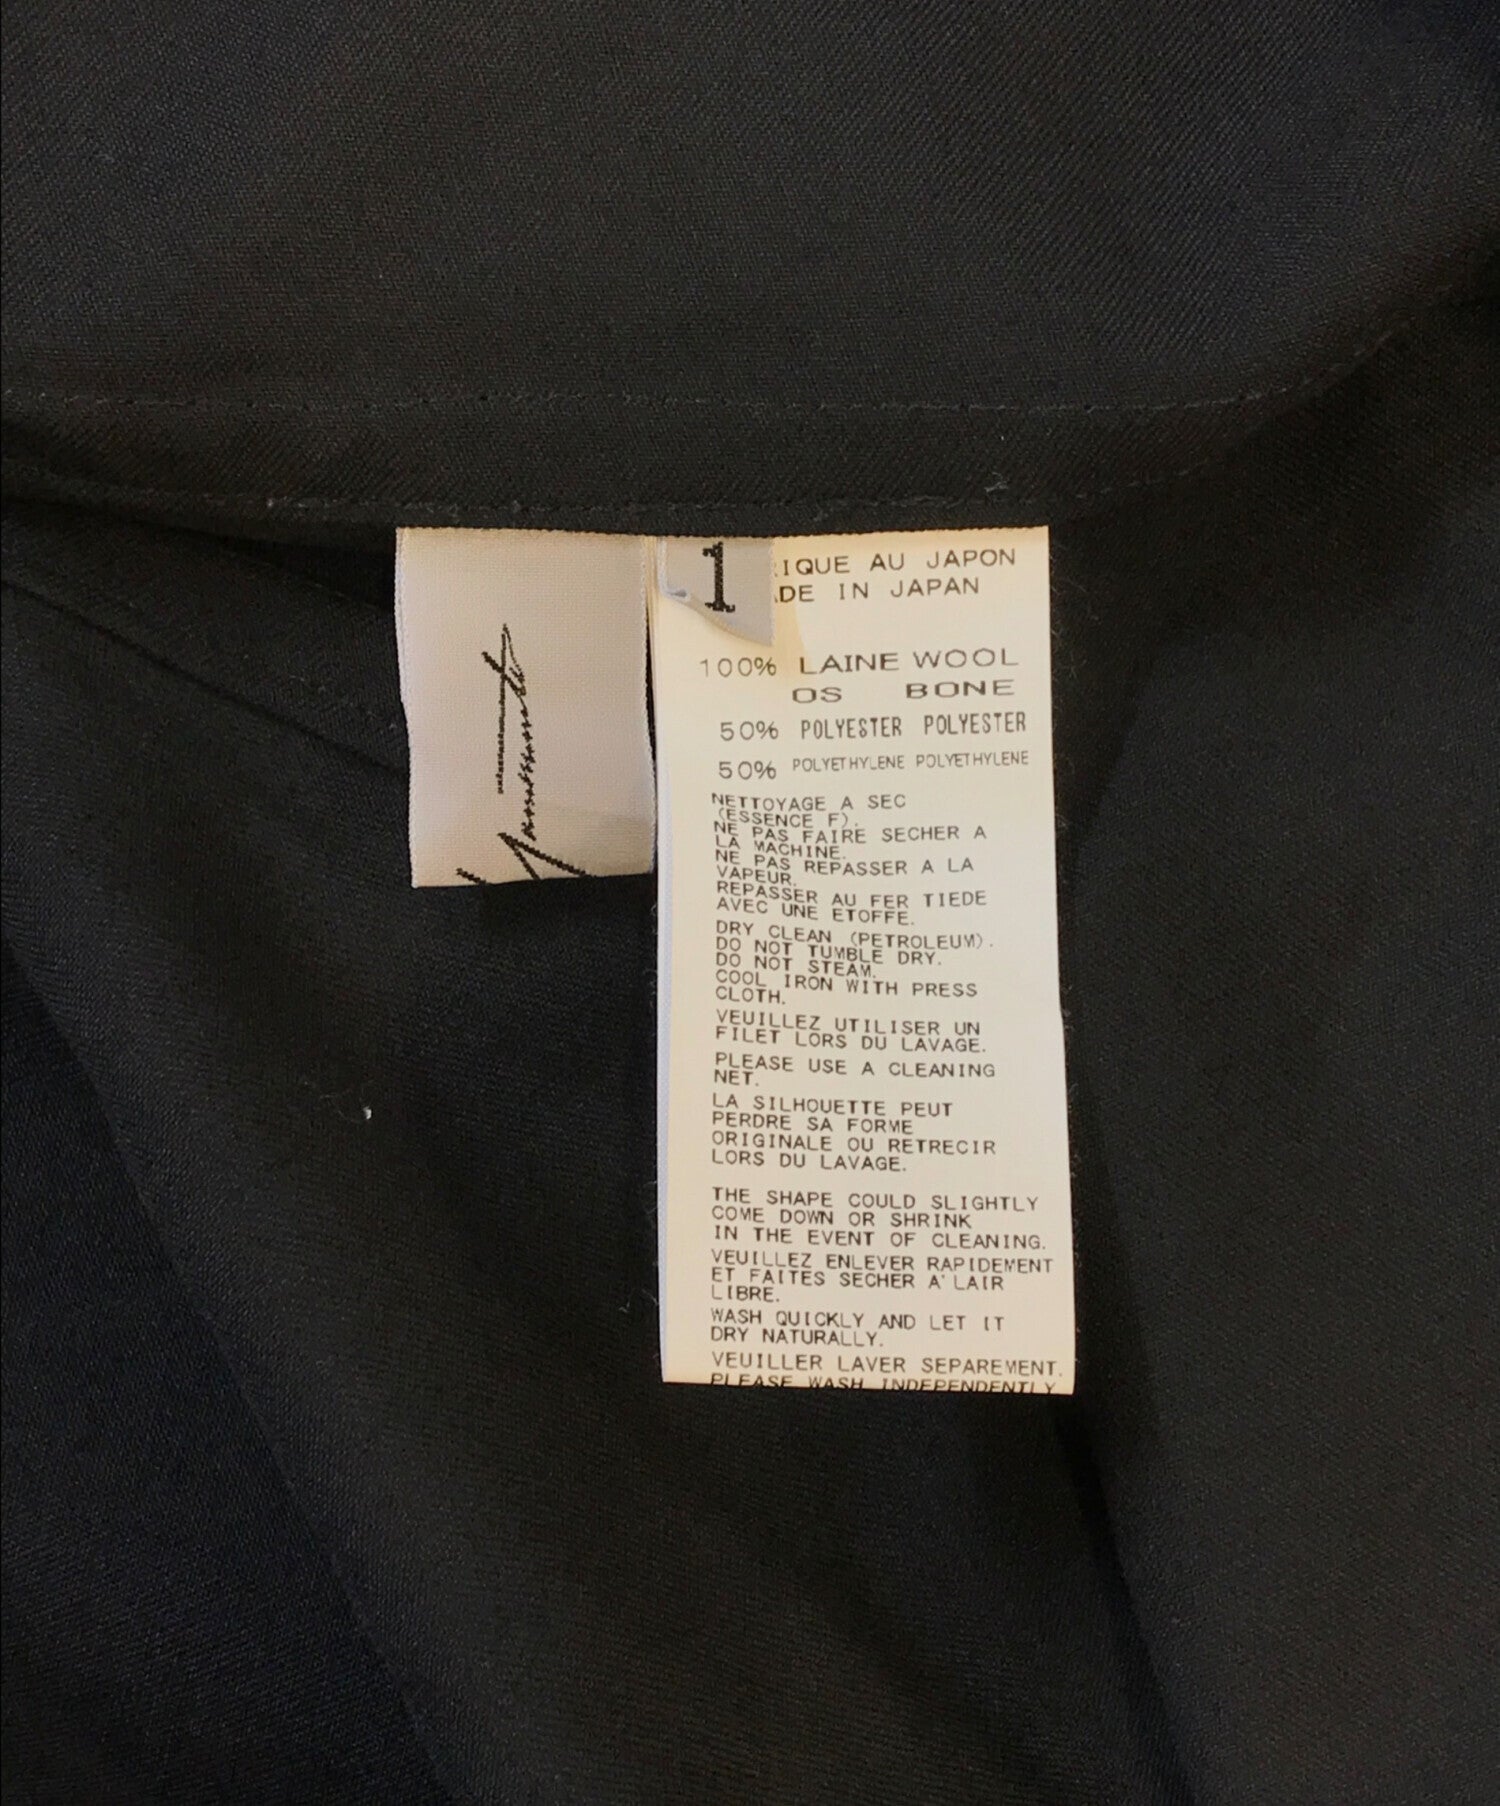 1
IQUE AU JAPON
DE IN JAPAN
100% LAINE WOOL
OS BONE
50% POLYESTER POLYESTER
50% POLYETHYLENE POLYETHYLENE
NETTOYAGE A SEC
(ESSENCE F).
NE PAS FAIRE SECHER A
LA MACHINE.
NE PAS REPASSER A LA
VAPEUR.
REPASSER AU FER TIEDE
AVEC UNE ETOFFE.
DRY CLEAN (PETROLEUM).
DO NOT TUMBLE DRY.
DO NOT STEAM.
COOL IRON WITH PRESS
CLOTH.
VEUILLEZ UTILISER UN
FILET LORS DU LAVAGE.
PLEASE USE A CLEANING
NET.
LA SILHOUETTE PEUT
PERDRE SA FORME
ORIGINALE OU RETRECIR
LORS DU LAVAGE.
THE SHAPE COULD SLIGHTLY
COME DOWN OR SHRINK
IN THE EVENT OF CLEANING.
VEUILLEZ ENLEVER RAPIDEMENT
ET FAITES SECHER A'LAIR
LIBRE.
WASH QUICKLY AND LET IT
DRY NATURALLY.
VEUILLER LAVER SEPAREMENT.
PLEASE WASH INDEPENDENTLY